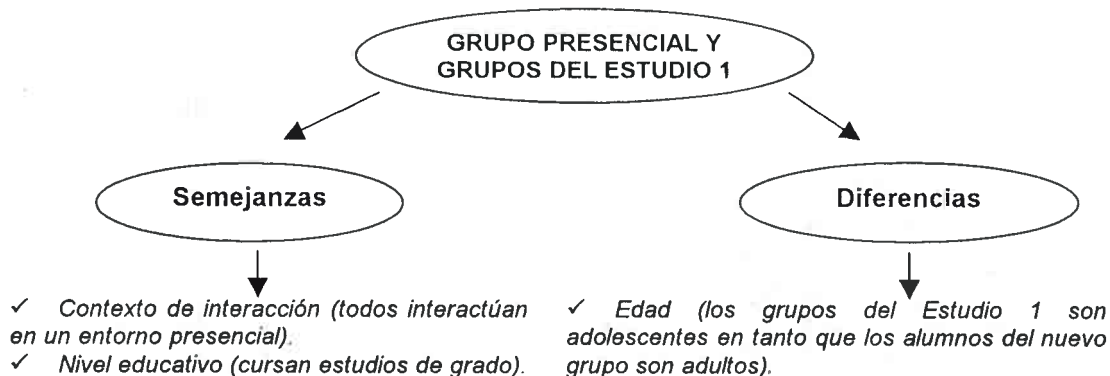 GRUPO PRESENCIAL Y
GRUPOS DEL ESTUDIO 1
Semejanzas
Diferencias
✓ Contexto de interacción (todos interactúan
en un entorno presencial).
✓ Nivel educativo (cursan estudios de grado).
✓ Edad (los grupos del Estudio 1 son
adolescentes en tanto que los alumnos del nuevo
grupo son adultos).